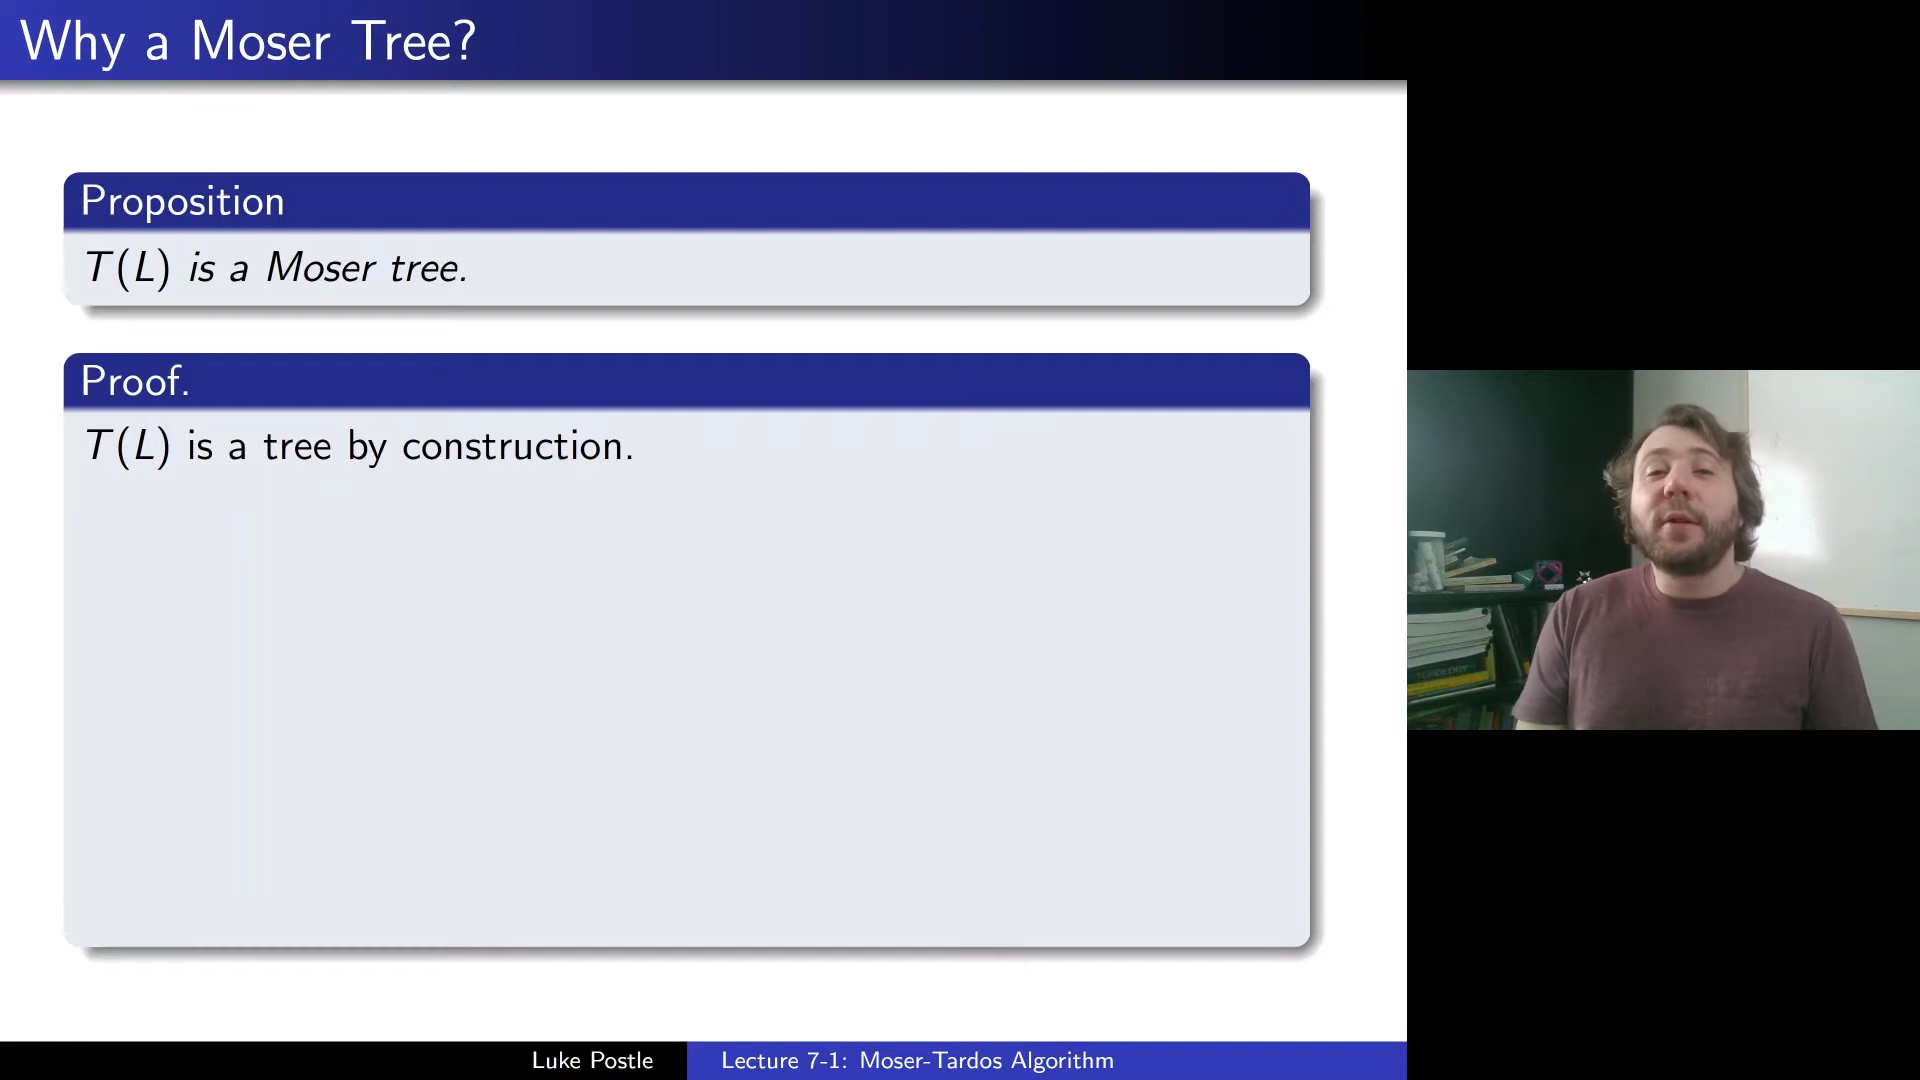 Why a Moser Tree?
Proposition
T(L) is a Moser tree.
Proof.
T(L) is a tree by construction.
TOPOLOGY
Luke Postle
Lecture 7-1: Moser-Tardos Algorithm